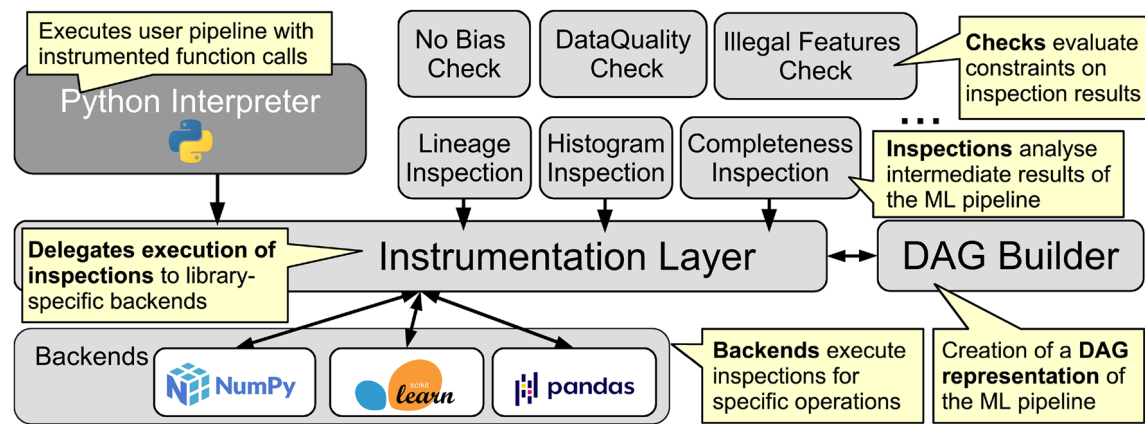 Executes user pipeline with
instrumented function calls
Python Interpreter
No Bias
Check
DataQuality
Check
Illegal Features
Check
Checks evaluate
constraints on
inspection results
...
Lineage
Inspection
Histogram
Inspection
Completeness
Inspection
Inspections analyse
intermediate results of
the ML pipeline
Delegates execution of
inspections to library-
specific backends
Instrumentation Layer
DAG Builder
Backends
NumPy
scikit
learn
pandas
Backends execute
inspections for
specific operations
Creation of a DAG
representation of
the ML pipeline